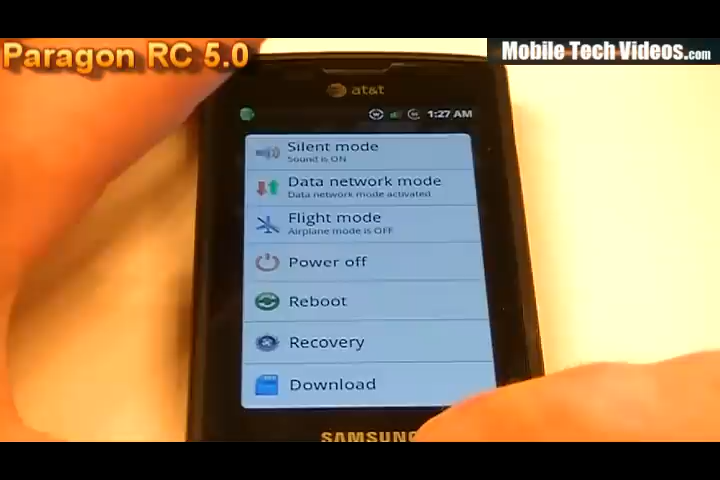 Paragon RC 5.0
Mobile Tech Videos.com
at&t
1:27 AM
Silent mode
Sound is ON
Data network mode
Data network mode activated
Flight mode
Airplane mode is OFF
Power off
Reboot
Recovery
Download
SAMSUNG